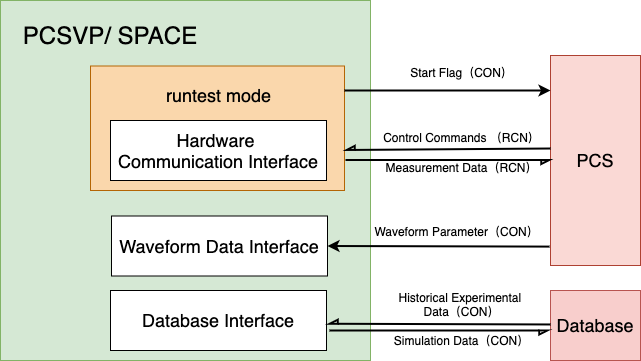 PCSVP/ SPACE
runtest mode
Hardware
Communication Interface
Start Flag（CON）
Control Commands （RCN）
Measurement Data（RCN）
PCS
Waveform Data Interface
Waveform Parameter（CON）
Database Interface
Historical Experimental
Data（CON）
Simulation Data（CON）
Database